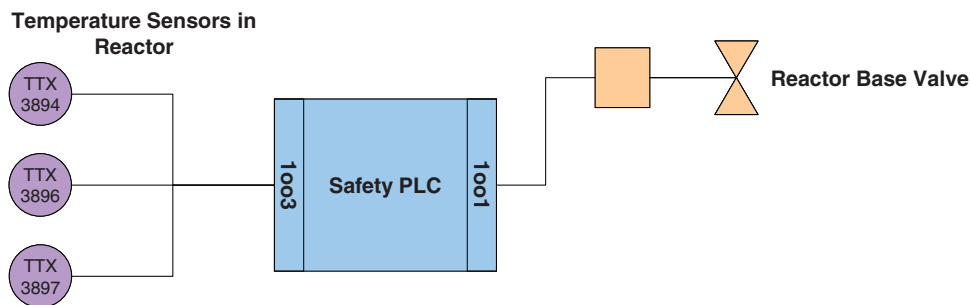 Temperature Sensors in
Reactor
TTX
3894
TTX
3896
TTX
3897
1oo3
Safety PLC
1oo1
Reactor Base Valve